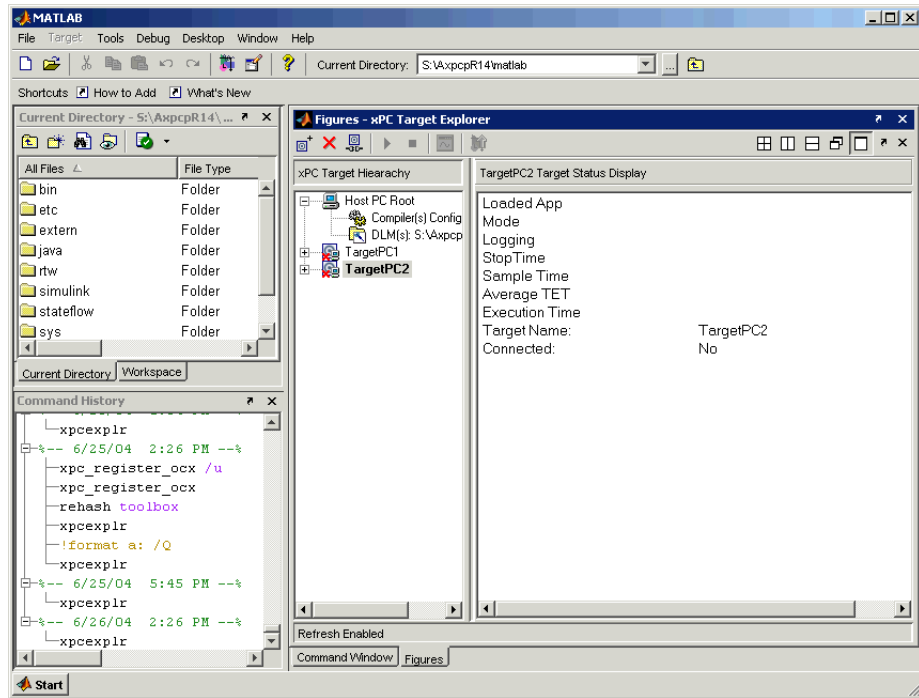 MATLAB
File Target Tools Debug Desktop Window Help
Current Directory: S:\AxpcpR14\matlab
...
Shortcuts How to Add What's New
Current Directory - S:\AxpcpR14\ ...
All Files File Type
bin Folder
etc Folder
extern Folder
java Folder
rtw Folder
simulink Folder
stateflow Folder
sys Folder
Current Directory Workspace
Command History
xpcexplr
%-- 6/25/04 2:26 PM --%
xpc_register_ocx /u
xpc_register_ocx
rehash toolbox
xpcexplr
!format a: /Q
xpcexplr
%-- 6/25/04 5:45 PM --%
xpcexplr
%-- 6/26/04 2:26 PM --%
xpcexplr
Figures - xPC Target Explorer
xPC Target Hiearachy
Host PC Root
Compiler(s) Config
DLM(s): S:\Axpcp
TargetPC1
TargetPC2
TargetPC2 Target Status Display
Loaded App
Mode
Logging
StopTime
Sample Time
Average TET
Execution Time
Target Name: TargetPC2
Connected: No
Refresh Enabled
Command Window Figures
Start